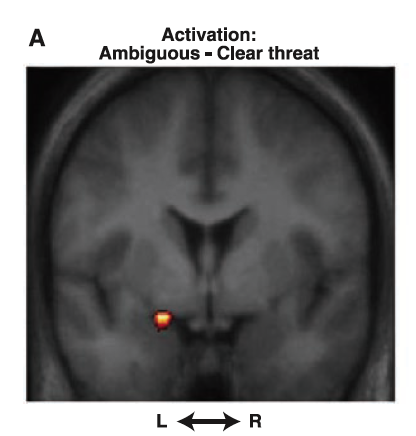 A
Activation:
Ambiguous - Clear threat
L R